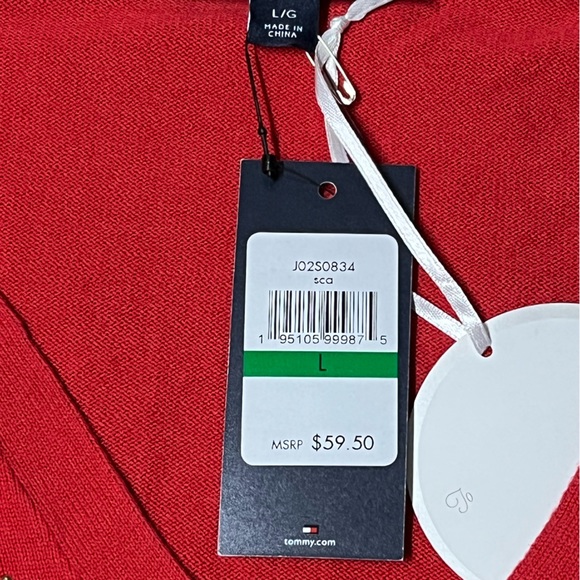 L/G
MADE IN
CHINA
J02S0834
sca
1 95105 99987 5
L
MSRP $59.50
tommy.com